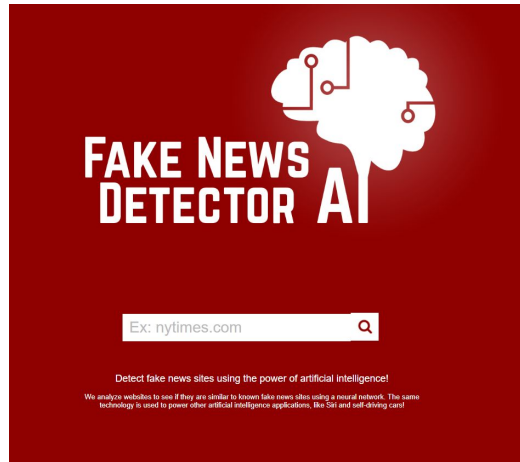 FAKE NEWS
DETECTOR AI
Ex: nytimes.com
Detect fake news sites using the power of artificial intelligence!
We analyze websites to see if they are similar to known fake news sites using a neural network. The same
technology is used to power other artificial intelligence applications, like Siri and self-driving cars!